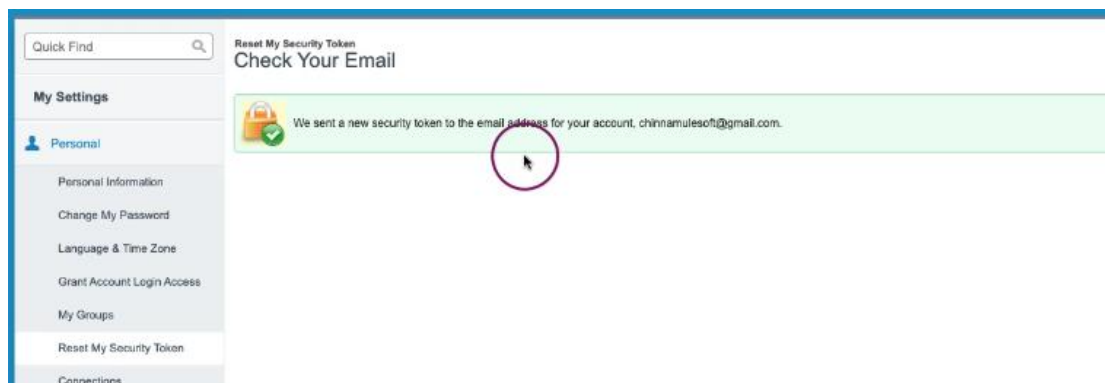 Quick Find
My Settings
Personal
Personal Information
Change My Password
Language & Time Zone
Grant Account Login Access
My Groups
Reset My Security Token
Connections
Reset My Security Token
Check Your Email
We sent a new security token to the email address for your account, chinnamulesoft@gmail.com.